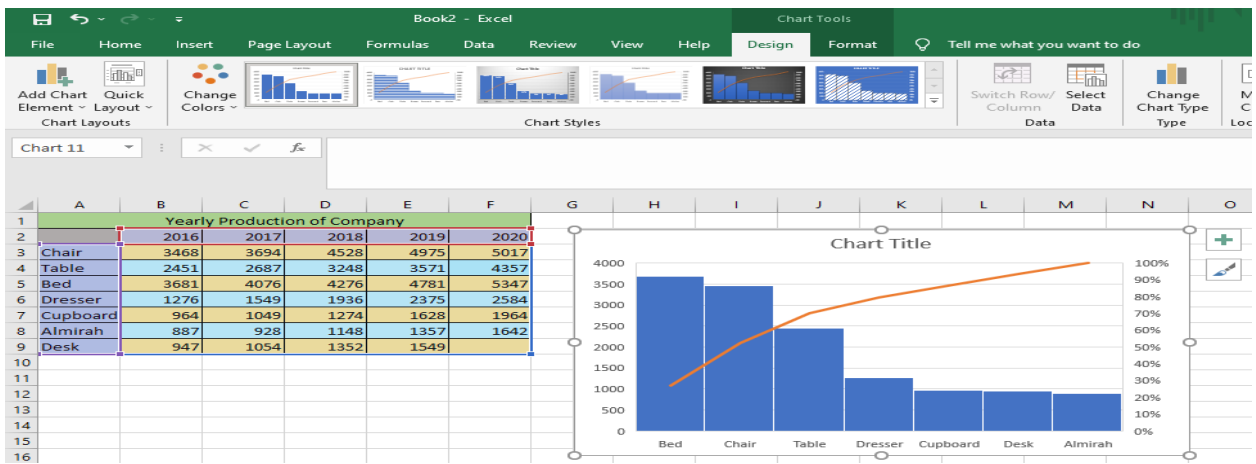 Book2 - Excel
Chart Tools
File Home Insert Page Layout Formulas Data Review View Help Design Format Tell me what you want to do
Add Chart Element
Quick Layout
Change Colors
Switch Row/ Column
Select Data
Change Chart Type
M
C
Chart Layouts
Chart Styles
Data
Type
Loc
Chart 11
fx
A B C D E F G H I J K L M N O
1 Yearly Production of Company
2 2016 2017 2018 2019 2020
3 Chair 3468 3694 4528 4975 5017
4 Table 2451 2687 3248 3571 4357
5 Bed 3681 4076 4276 4781 5347
6 Dresser 1276 1549 1936 2375 2584
7 Cupboard 964 1049 1274 1628 1964
8 Almirah 887 928 1148 1357 1642
9 Desk 947 1054 1352 1549
10
11
12
13
14
15
16
Chart Title
4000 100%
3500 90%
3000 80%
2500 70%
2000 60%
1500 50%
1000 40%
500 30%
0 20%
10%
0%
Bed Chair Table Dresser Cupboard Desk Almirah